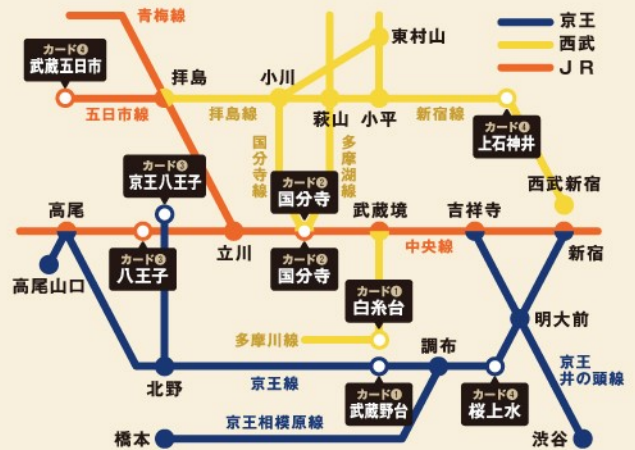 青梅線
京王
西武
JR
カード❹
武蔵五日市
拝島
小川
東村山
五日市線
拝島線
萩山
小平
新宿線
カード❹
上石神井
国分寺線
多摩湖線
カード❸
京王八王子
カード❷
国分寺
西武新宿
高尾
武蔵境
吉祥寺
中央線
高尾山口
カード❸
八王子
立川
カード❷
国分寺
新宿
カード❶
白糸台
明大前
多摩川線
調布
京王
井の頭線
北野
京王線
カード❶
武蔵野台
カード❹
桜上水
橋本
京王相模原線
渋谷